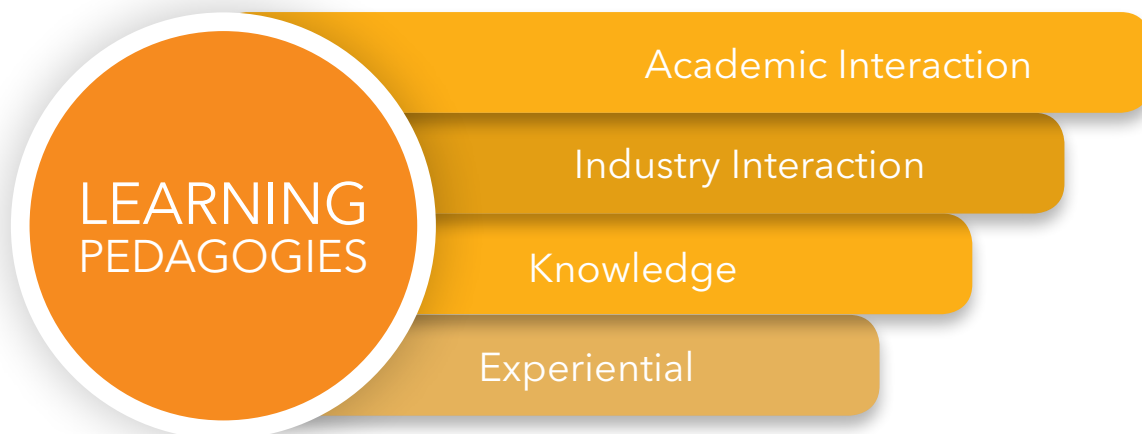 LEARNING
PEDAGOGIES
Academic Interaction
Industry Interaction
Knowledge
Experiential